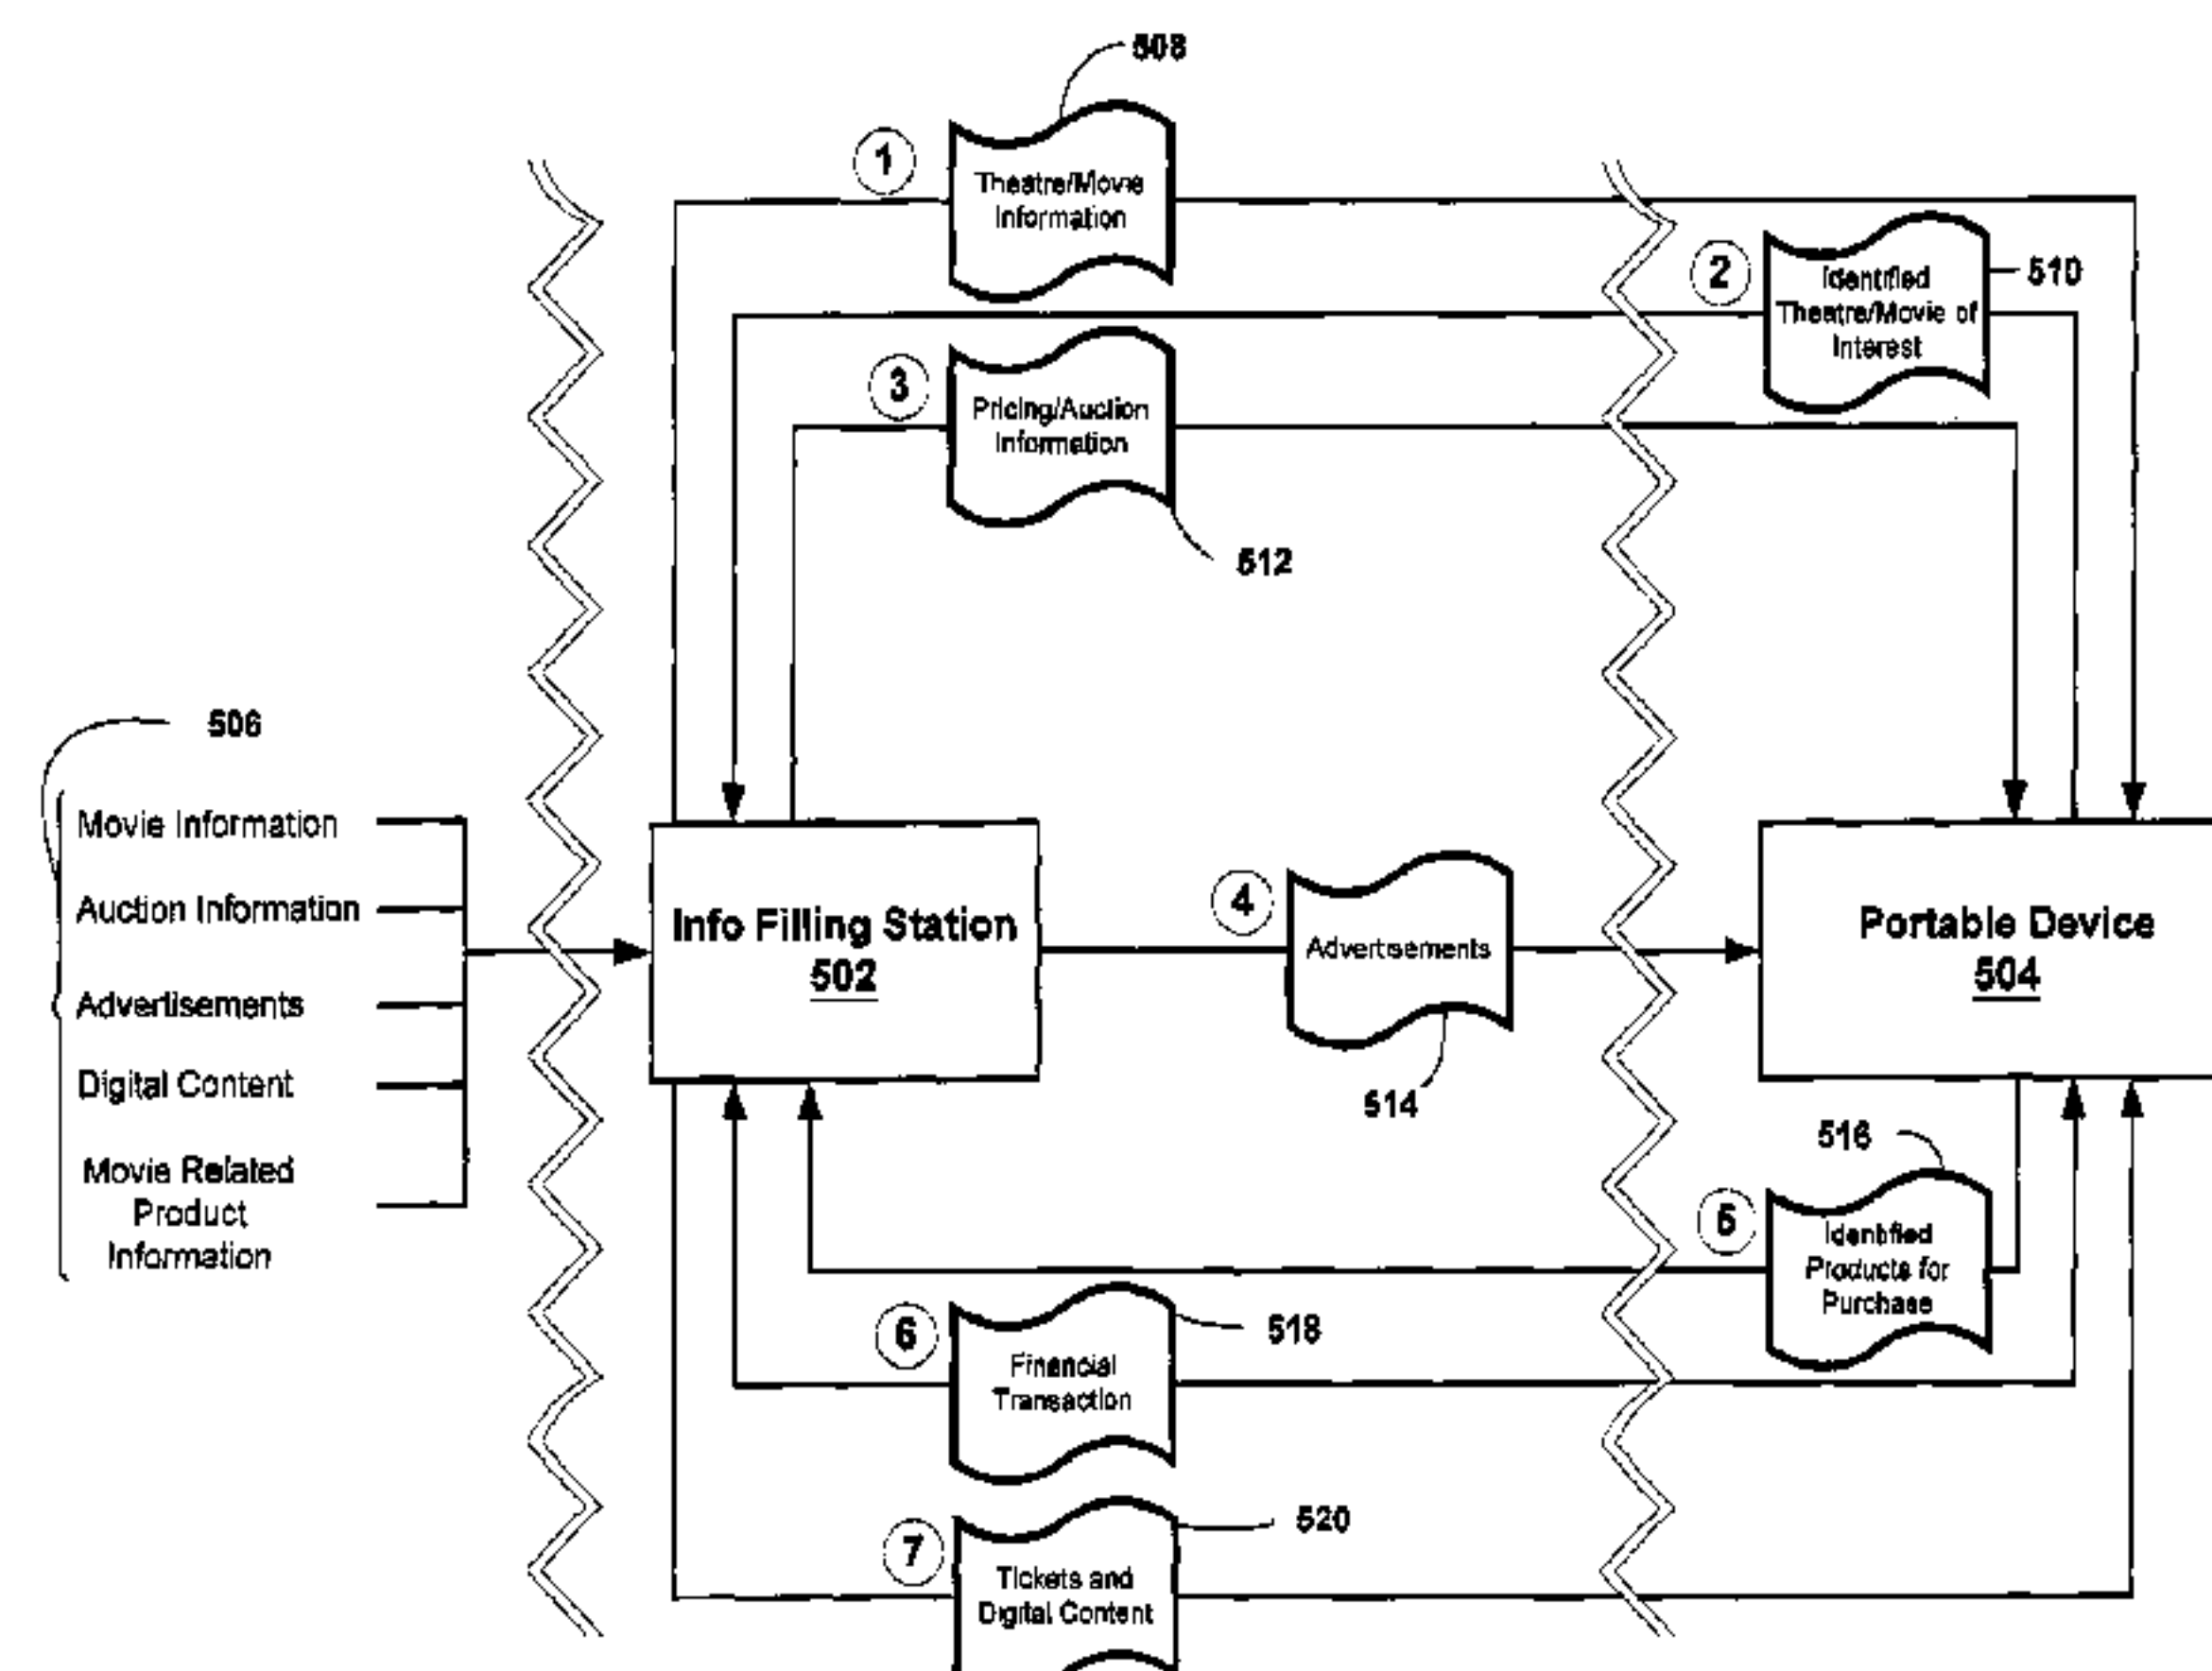 508
1
Theatre/Movie
Information
2
Identified
Theatre/Movie of
Interest
510
3
Pricing/Auction
Information
512
506
Movie Information
Auction Information
Advertisements
Digital Content
Movie Related
Product
Information
Info Filling Station
502
4
Advertisements
514
Portable Device
504
516
5
Identified
Products for
Purchase
6
Financial
Transaction
518
7
Tickets and
Digital Content
520